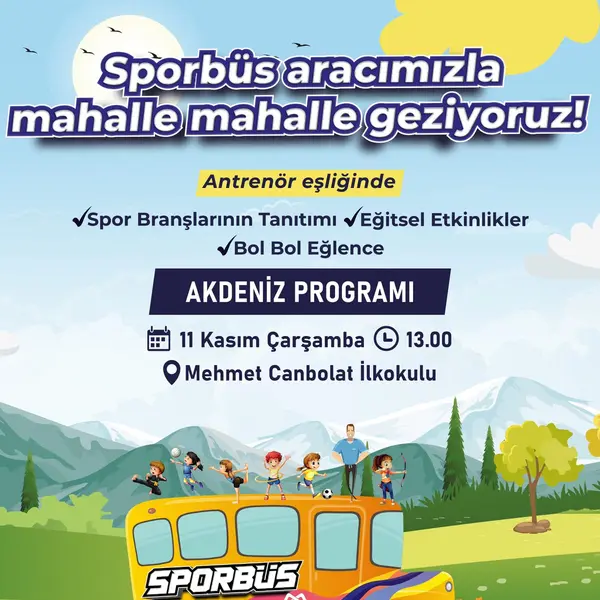 Sporbüs aracımızla
mahalle mahalle geziyoruz!
Antrenör eşliğinde
✓Spor Branşlarının Tanıtımı ✓Eğitsel Etkinlikler
✓Bol Bol Eğlence
AKDENİZ PROGRAMI
11 Kasım Çarşamba 13.00
Mehmet Canbolat İlkokulu
SPORBÜS